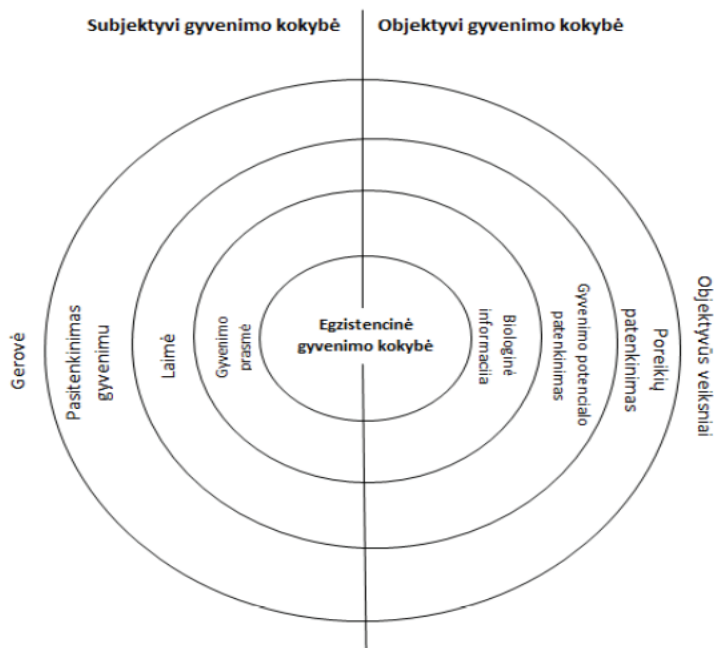 Subjektyvi gyvenimo kokybė
Objektyvi gyvenimo kokybė
Gerovė
Pasitenkinimas
gyvenimu
Laimė
Gyvenimo
prasmė
Egzistencinė
gyvenimo kokybė
Biologinė
informacija
Gyvenimo potencialo
patenkinimas
Poreikių
patenkinimas
Objektyvūs veiksniai